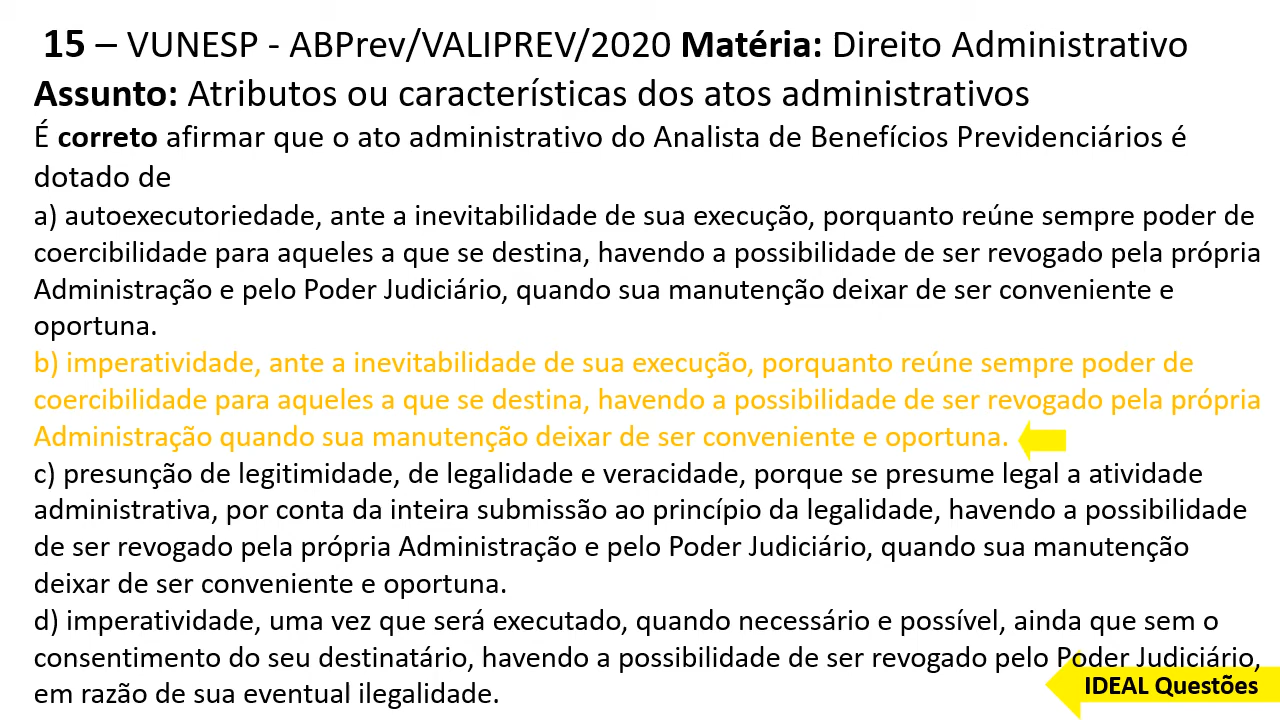 15 – VUNESP - ABPrev/VALIPREV/2020 Matéria: Direito Administrativo
Assunto: Atributos ou características dos atos administrativos
É correto afirmar que o ato administrativo do Analista de Benefícios Previdenciários é
dotado de
a) autoexecutoriedade, ante a inevitabilidade de sua execução, porquanto reúne sempre poder de
coercibilidade para aqueles a que se destina, havendo a possibilidade de ser revogado pela própria
Administração e pelo Poder Judiciário, quando sua manutenção deixar de ser conveniente e
oportuna.
b) imperatividade, ante a inevitabilidade de sua execução, porquanto reúne sempre poder de
coercibilidade para aqueles a que se destina, havendo a possibilidade de ser revogado pela própria
Administração quando sua manutenção deixar de ser conveniente e oportuna.
c) presunção de legitimidade, de legalidade e veracidade, porque se presume legal a atividade
administrativa, por conta da inteira submissão ao princípio da legalidade, havendo a possibilidade
de ser revogado pela própria Administração e pelo Poder Judiciário, quando sua manutenção
deixar de ser conveniente e oportuna.
d) imperatividade, uma vez que será executado, quando necessário e possível, ainda que sem o
consentimento do seu destinatário, havendo a possibilidade de ser revogado pelo Poder Judiciário,
em razão de sua eventual ilegalidade.
IDEAL Questões